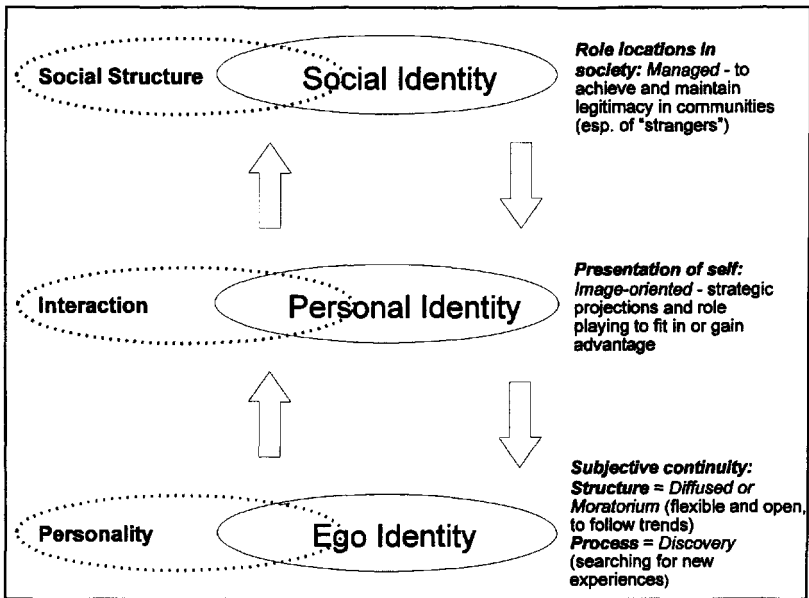 Social Structure
Social Identity
Role locations in
society: Managed - to
achieve and maintain
legitimacy in communities
(esp. of "strangers")
Interaction
Personal Identity
Presentation of self:
Image-oriented - strategic
projections and role
playing to fit in or gain
advantage
Personality
Ego Identity
Subjective continuity:
Structure = Diffused or
Moratorium (flexible and open,
to follow trends)
Process = Discovery
(searching for new
experiences)